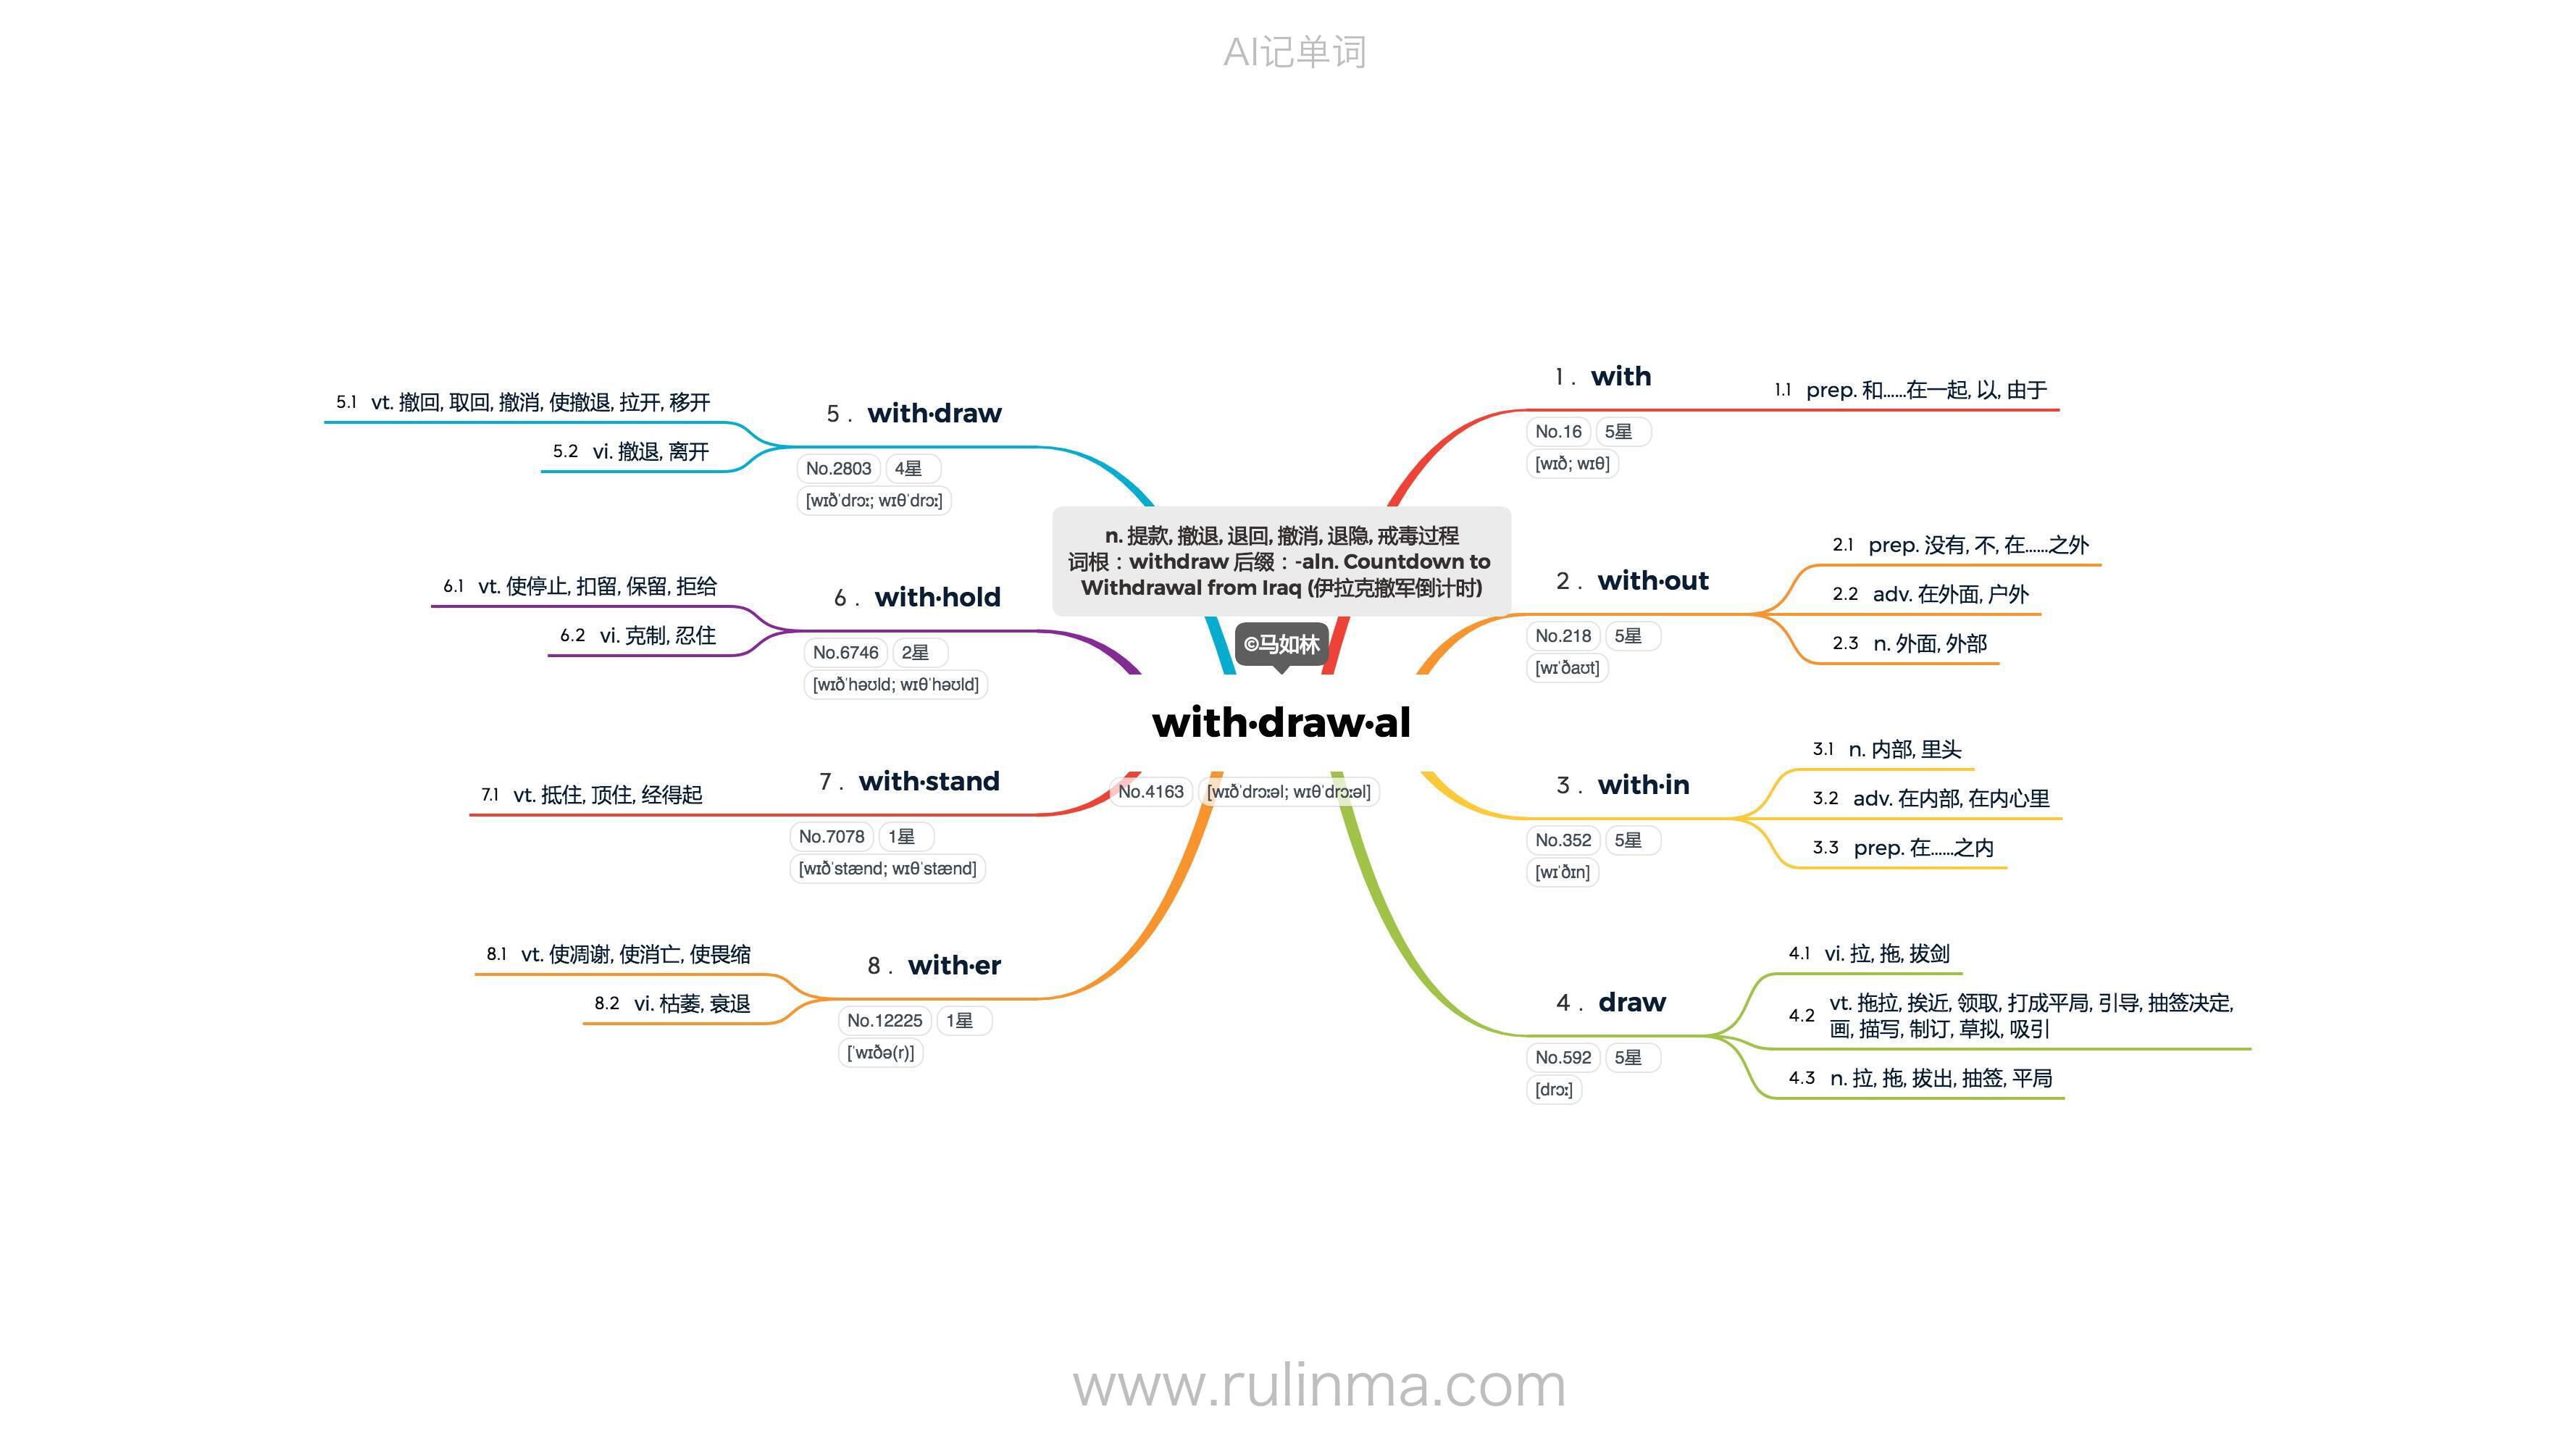 AI记单词
n. 提款, 撤退, 退回, 撤消, 退隐, 戒毒过程
词根：withdraw 后缀：-aln. Countdown to
Withdrawal from Iraq (伊拉克撤军倒计时)
©马如林
with·draw·al
No.4163 [wɪðˈdrɔːəl; wɪθˈdrɔːəl]
1. with
No.16 5星
[wɪð; wɪθ]
1.1 prep. 和……在一起, 以, 由于
2. with·out
No.218 5星
[wɪˈðaʊt]
2.1 prep. 没有, 不, 在……之外
2.2 adv. 在外面, 户外
2.3 n. 外面, 外部
3. with·in
No.352 5星
[wɪˈðɪn]
3.1 n. 内部, 里头
3.2 adv. 在内部, 在内心里
3.3 prep. 在……之内
4. draw
No.592 5星
[drɔː]
4.1 vi. 拉, 拖, 拔剑
4.2 vt. 拖拉, 挨近, 领取, 打成平局, 引导, 抽签决定,
画, 描写, 制订, 草拟, 吸引
4.3 n. 拉, 拖, 拔出, 抽签, 平局
5. with·draw
No.2803 4星
[wɪðˈdrɔː; wɪθˈdrɔː]
5.1 vt. 撤回, 取回, 撤消, 使撤退, 拉开, 移开
5.2 vi. 撤退, 离开
6. with·hold
No.6746 2星
[wɪðˈhəʊld; wɪθˈhəʊld]
6.1 vt. 使停止, 扣留, 保留, 拒给
6.2 vi. 克制, 忍住
7. with·stand
No.7078 1星
[wɪðˈstænd; wɪθˈstænd]
7.1 vt. 抵住, 顶住, 经得起
8. with·er
No.12225 1星
[ˈwɪðə(r)]
8.1 vt. 使凋谢, 使消亡, 使畏缩
8.2 vi. 枯萎, 衰退
www.rulinma.com